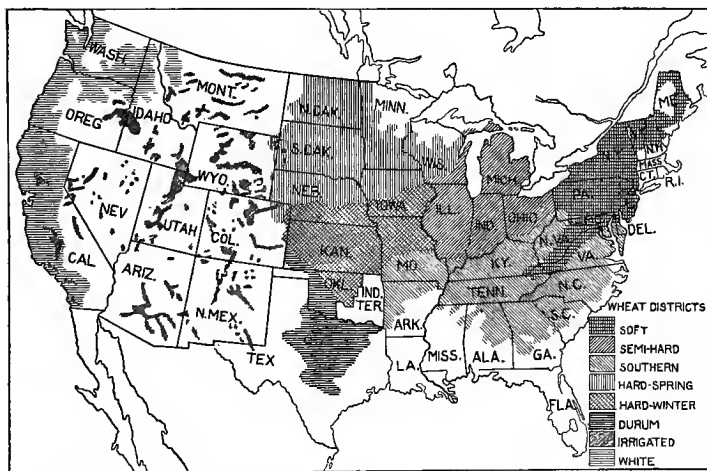 WASH.
MONT.
N.DAK.
MINN.
ME.
OREG
IDAHO
S.DAK.
WIS.
MICH.
N.Y.
N.H.
MASS
C.T.
R.I.
WYO.
NEB.
IOWA
ILL.
IND.
OHIO
PA.
NEV
UTAH
COL.
KAN.
MO.
KY.
W.VA.
VA.
DEL.
CAL
ARIZ.
N.MEX.
OKL.
IND.
TER
ARK.
TENN.
N.C.
S.C.
TEX
LA.
MISS.
ALA.
GA.
FLA.
WHEAT DISTRICTS
SOFT
SEMI-HARD
SOUTHERN
HARD-SPRING
HARD-WINTER
DURUM
IRRIGATED
WHITE